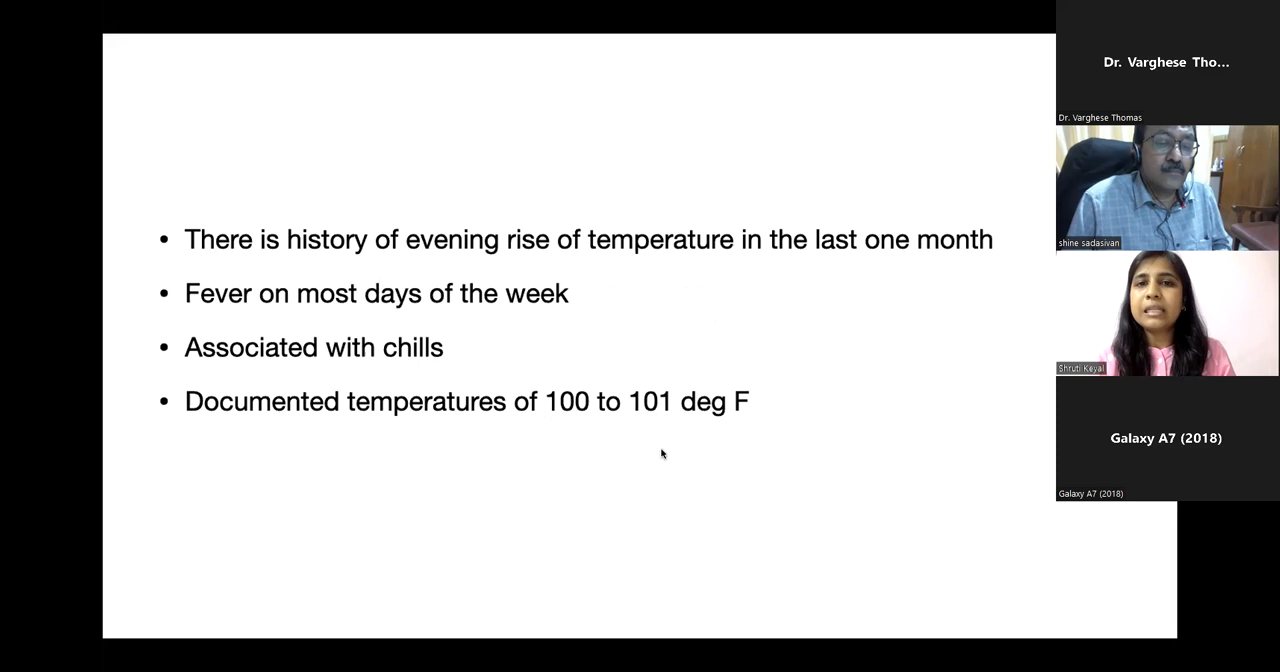 • There is history of evening rise of temperature in the last one month
• Fever on most days of the week
• Associated with chills
• Documented temperatures of 100 to 101 deg F
Dr. Varghese Tho...
Dr. Varghese Thomas
shine sadasivan
Shruti Keyal
Galaxy A7 (2018)
Galaxy A7 (2018)